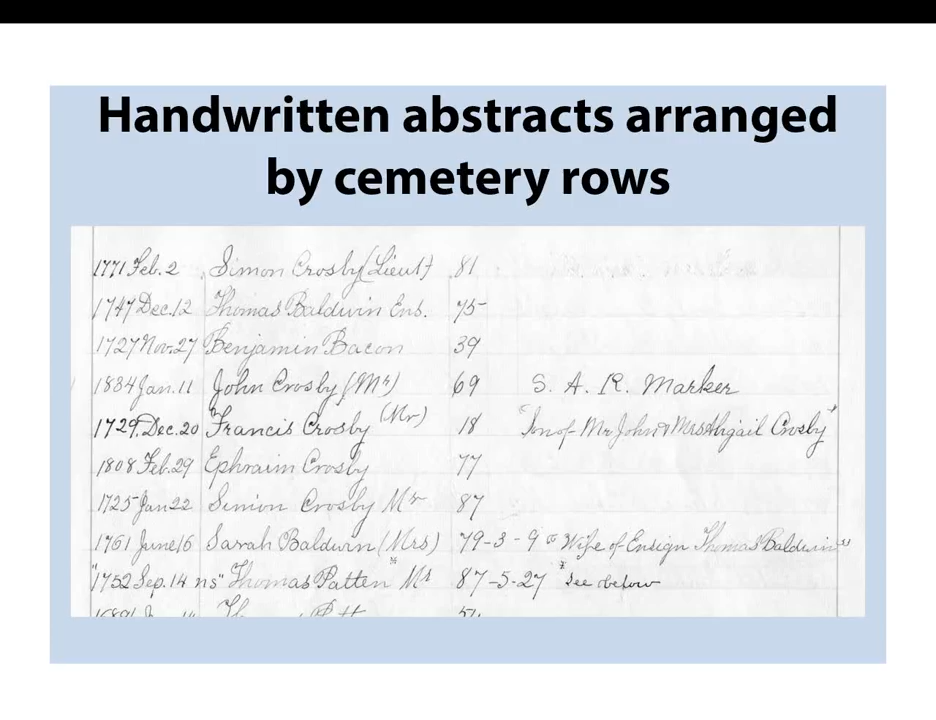 Handwritten abstracts arranged
by cemetery rows
1771 Feb. 2 Simon Crosby (Lieut) 81
1747 Dec. 12 Thomas Baldwin Ens. 75
1727 Nov. 27 Benjamin Bacon 39
1834 Jan. 11 John Crosby (Mr) 69 S. A. R. Marker
1729. Dec. 20 Francis Crosby (Mr) 18 "Son of Mr John & Mrs Abigail Crosby"
1808 Feb. 29 Ephraim Crosby 77
1725 Jan 22 Simon Crosby Mr 87
1761 June 16 Sarah Baldwin (Mrs) 79-3-9 Wife of Ensign Thomas Baldwin"
"1752 Sep. 14 ns" Thomas Patten* Mr 87-5-27 *See below